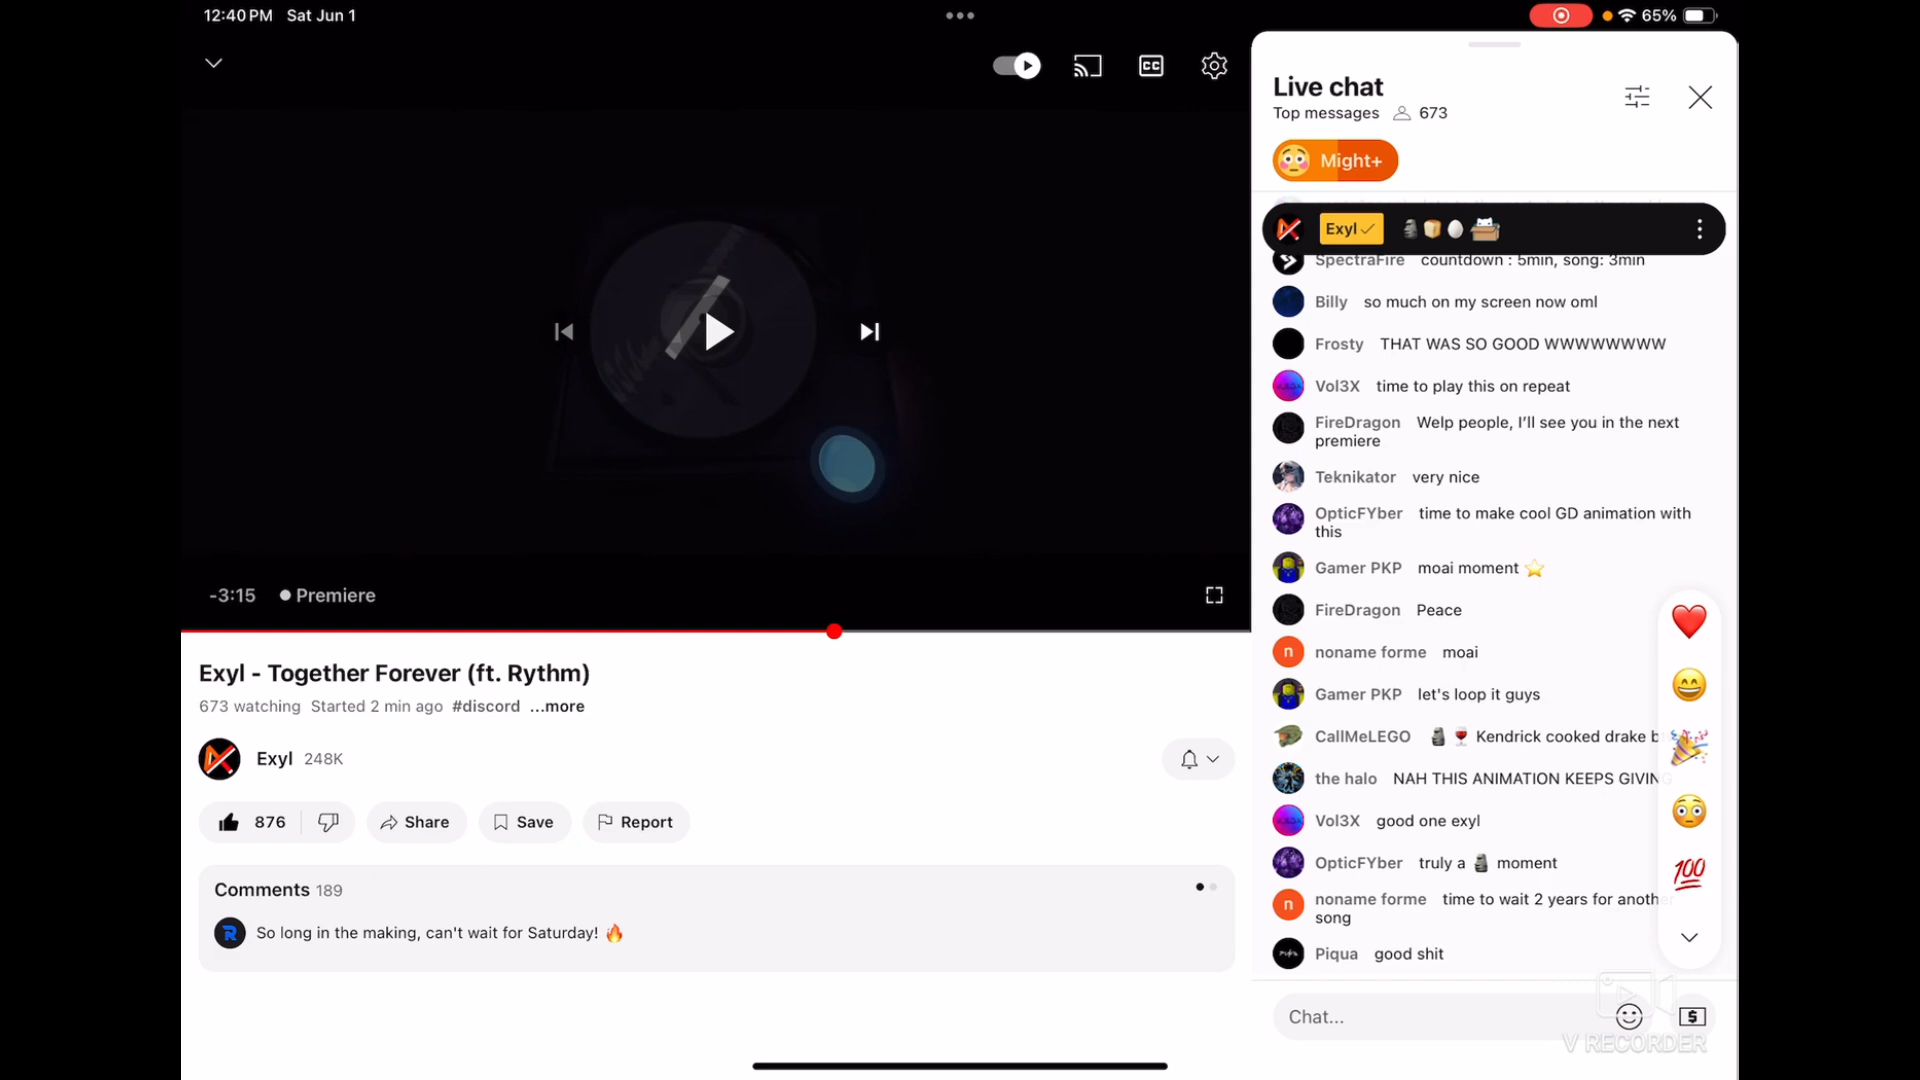 12:40 PM Sat Jun 1
65%
CC
-3:15 Premiere
Exyl - Together Forever (ft. Rythm)
673 watching Started 2 min ago #discord ...more
Exyl 248K
876 Share Save Report
Comments 189
So long in the making, can't wait for Saturday! 🔥
Live chat
Top messages 673
Might+
Exyl ✓ 🗿🍞🥚
SpectraFire countdown : 5min, song: 3min
Billy so much on my screen now oml
Frosty THAT WAS SO GOOD WWWWWWWW
Vol3X time to play this on repeat
FireDragon Welp people, I’ll see you in the next
premiere
Teknikator very nice
OpticFYber time to make cool GD animation with
this
Gamer PKP moai moment ⭐
FireDragon Peace
n noname forme moai
Gamer PKP let's loop it guys
CallMeLEGO 🗿🍷 Kendrick cooked drake b
the halo NAH THIS ANIMATION KEEPS GIVING
Vol3X good one exyl
OpticFYber truly a 🗿 moment
n noname forme time to wait 2 years for another
song
Piqua good shit
100
Chat...
$
V RECORDER